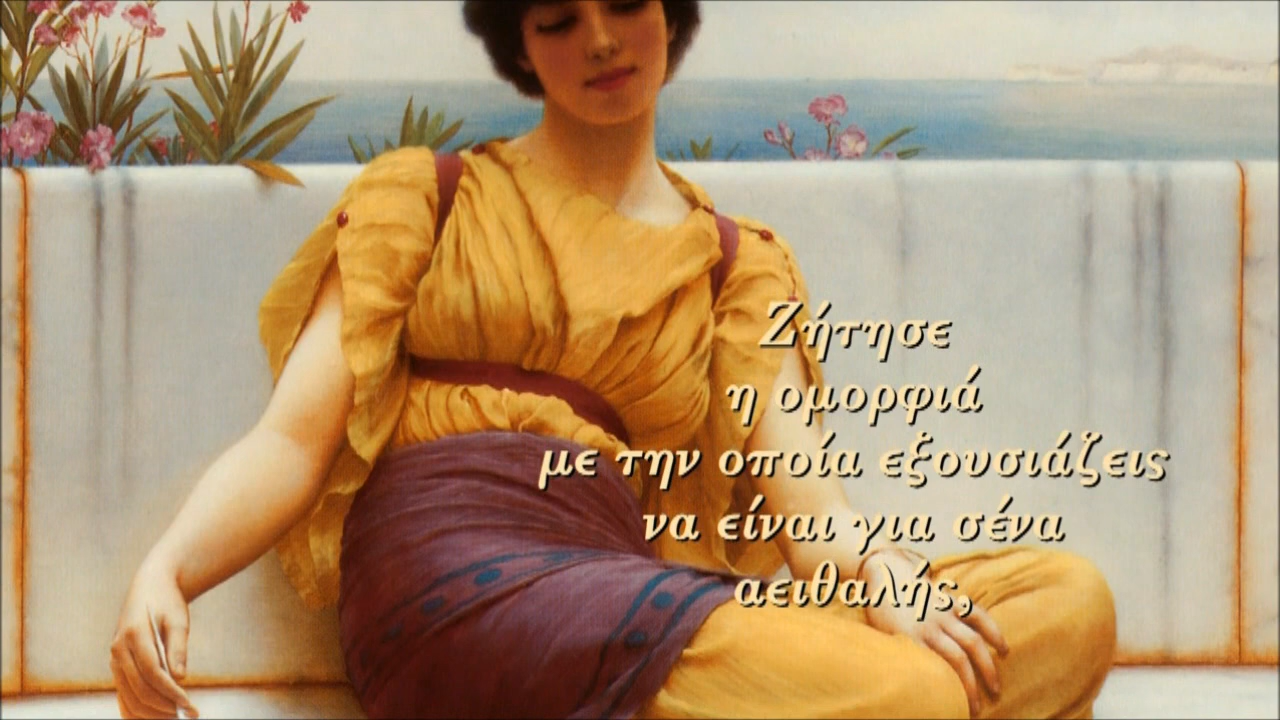 Ζήτησε
η ομορφιά
με την οποία εξουσιάζεις
να είναι για σένα
αειθαλής,